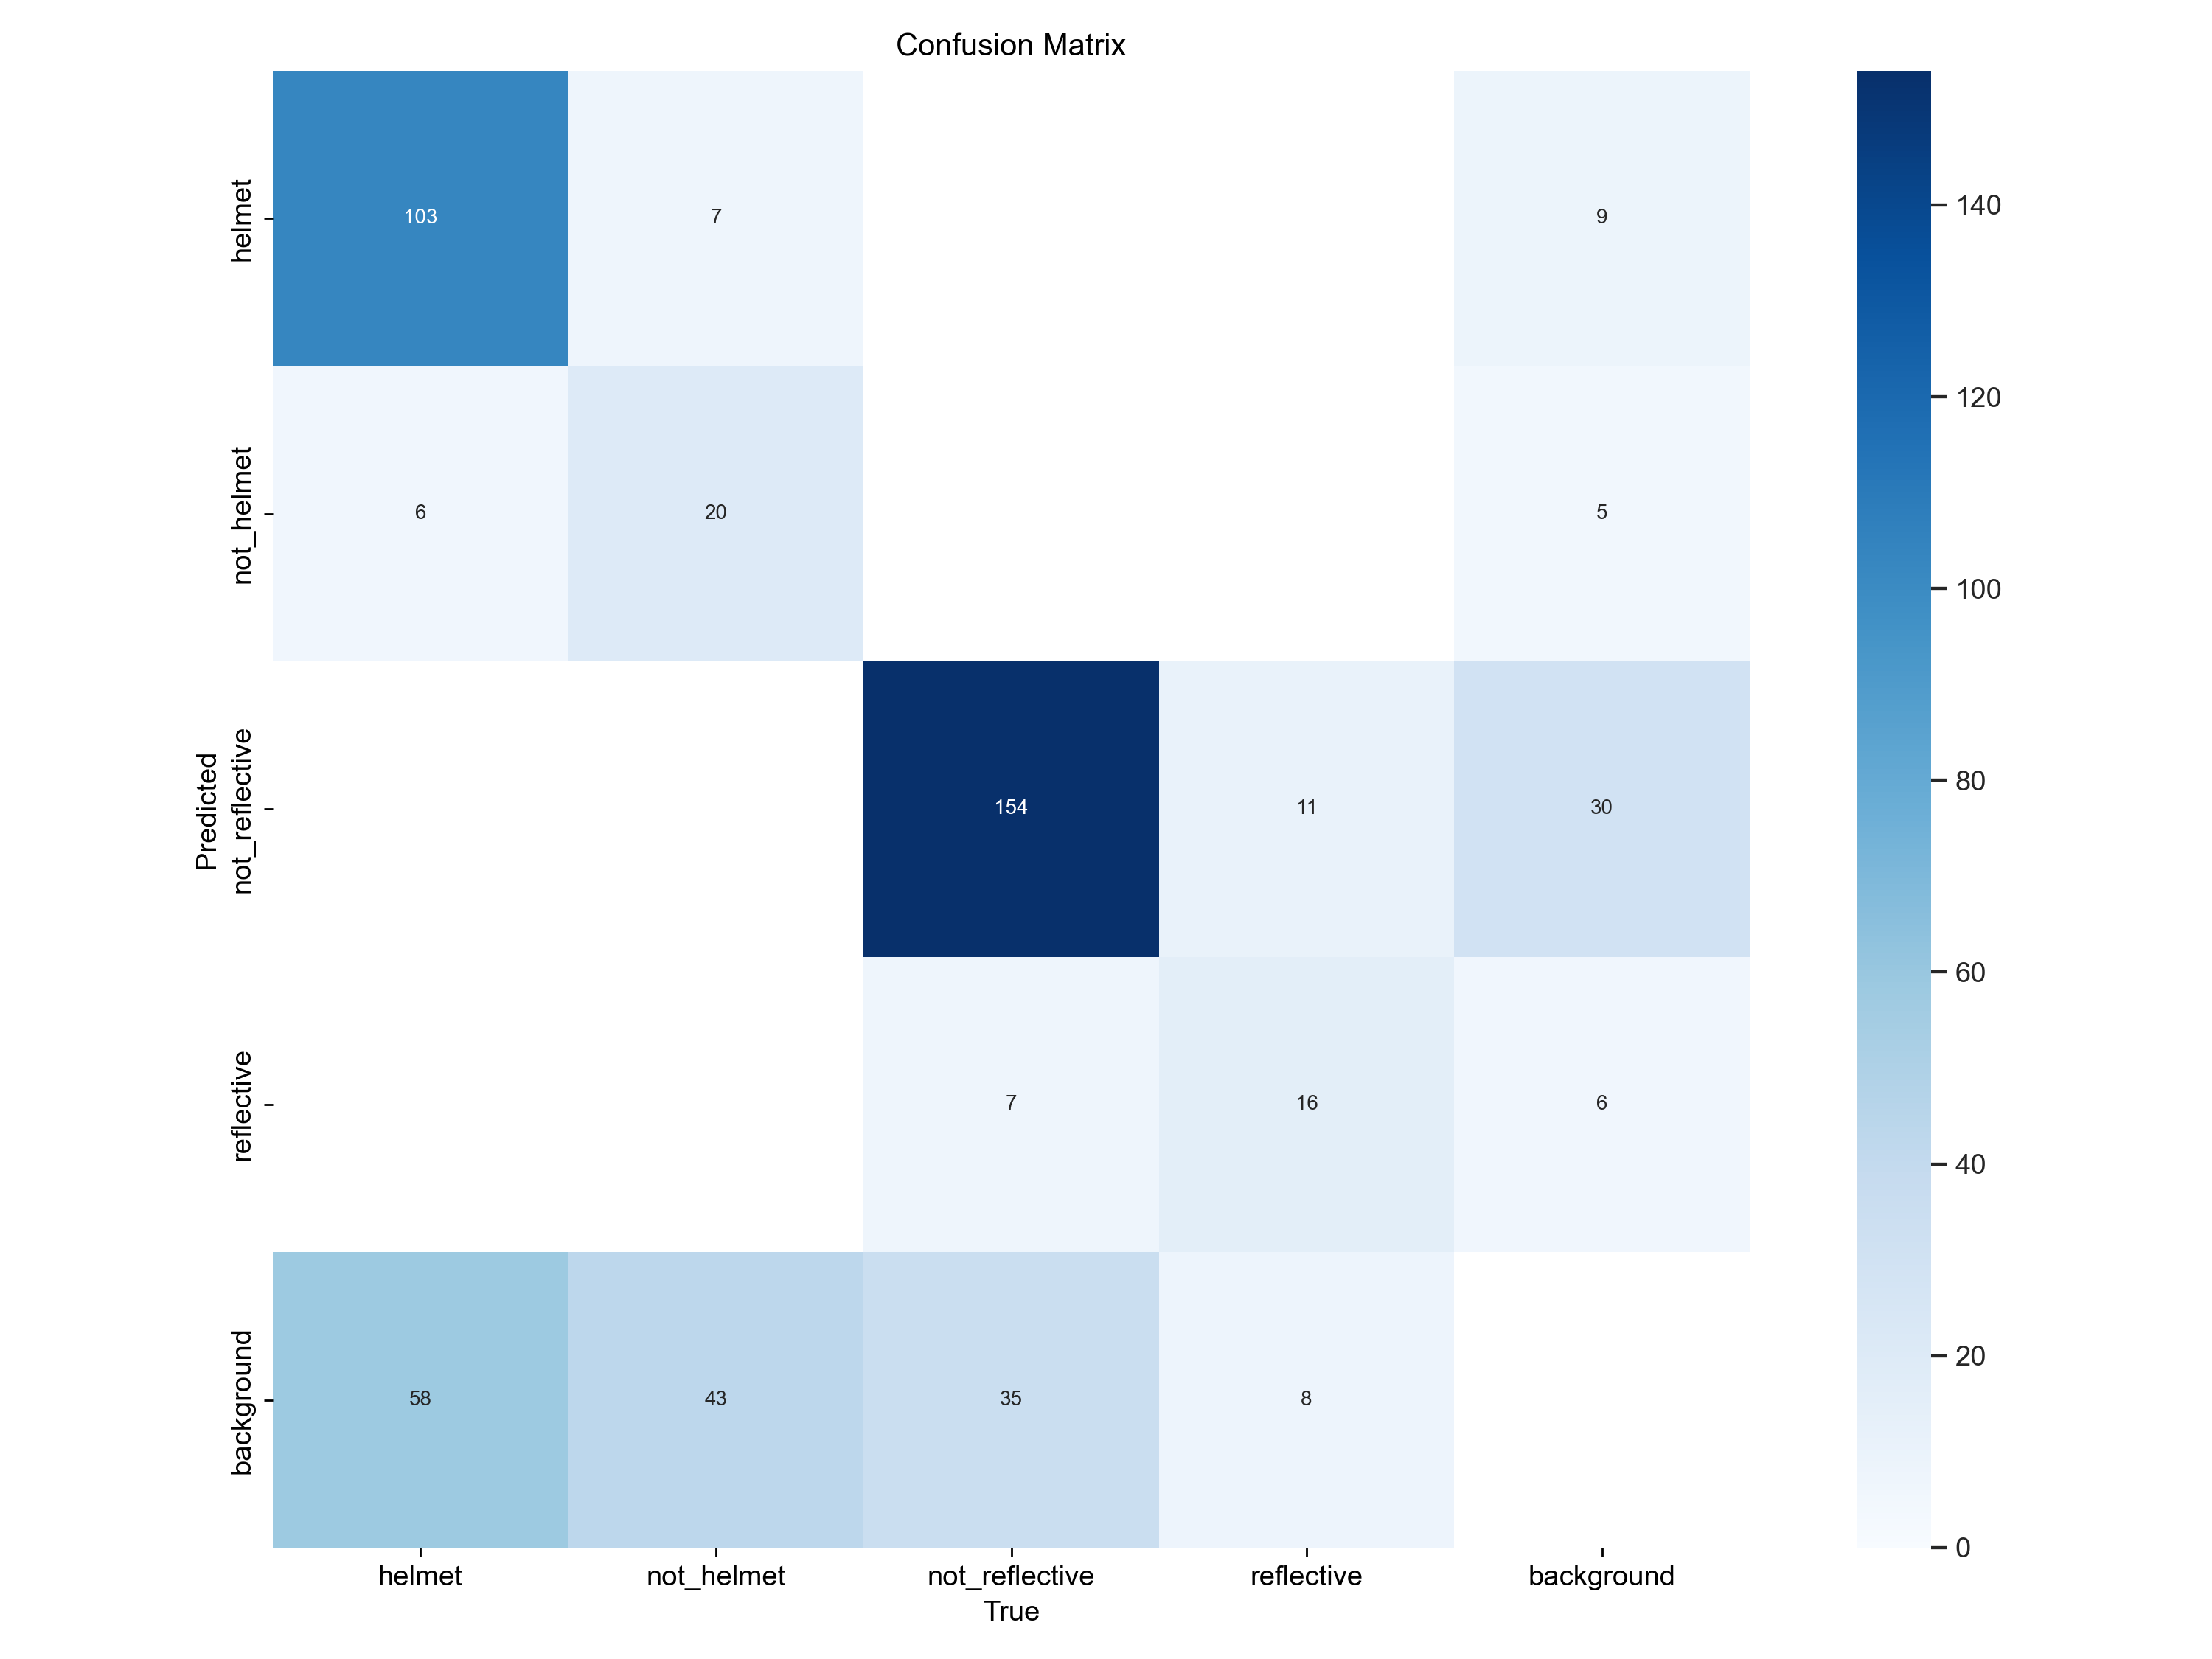 Confusion Matrix
helmet
103
7
9
140
120
not_helmet
6
20
5
100
Predicted
not_reflective
154
11
30
80
60
reflective
7
16
6
40
background
58
43
35
8
20
0
helmet
not_helmet
not_reflective
reflective
background
True